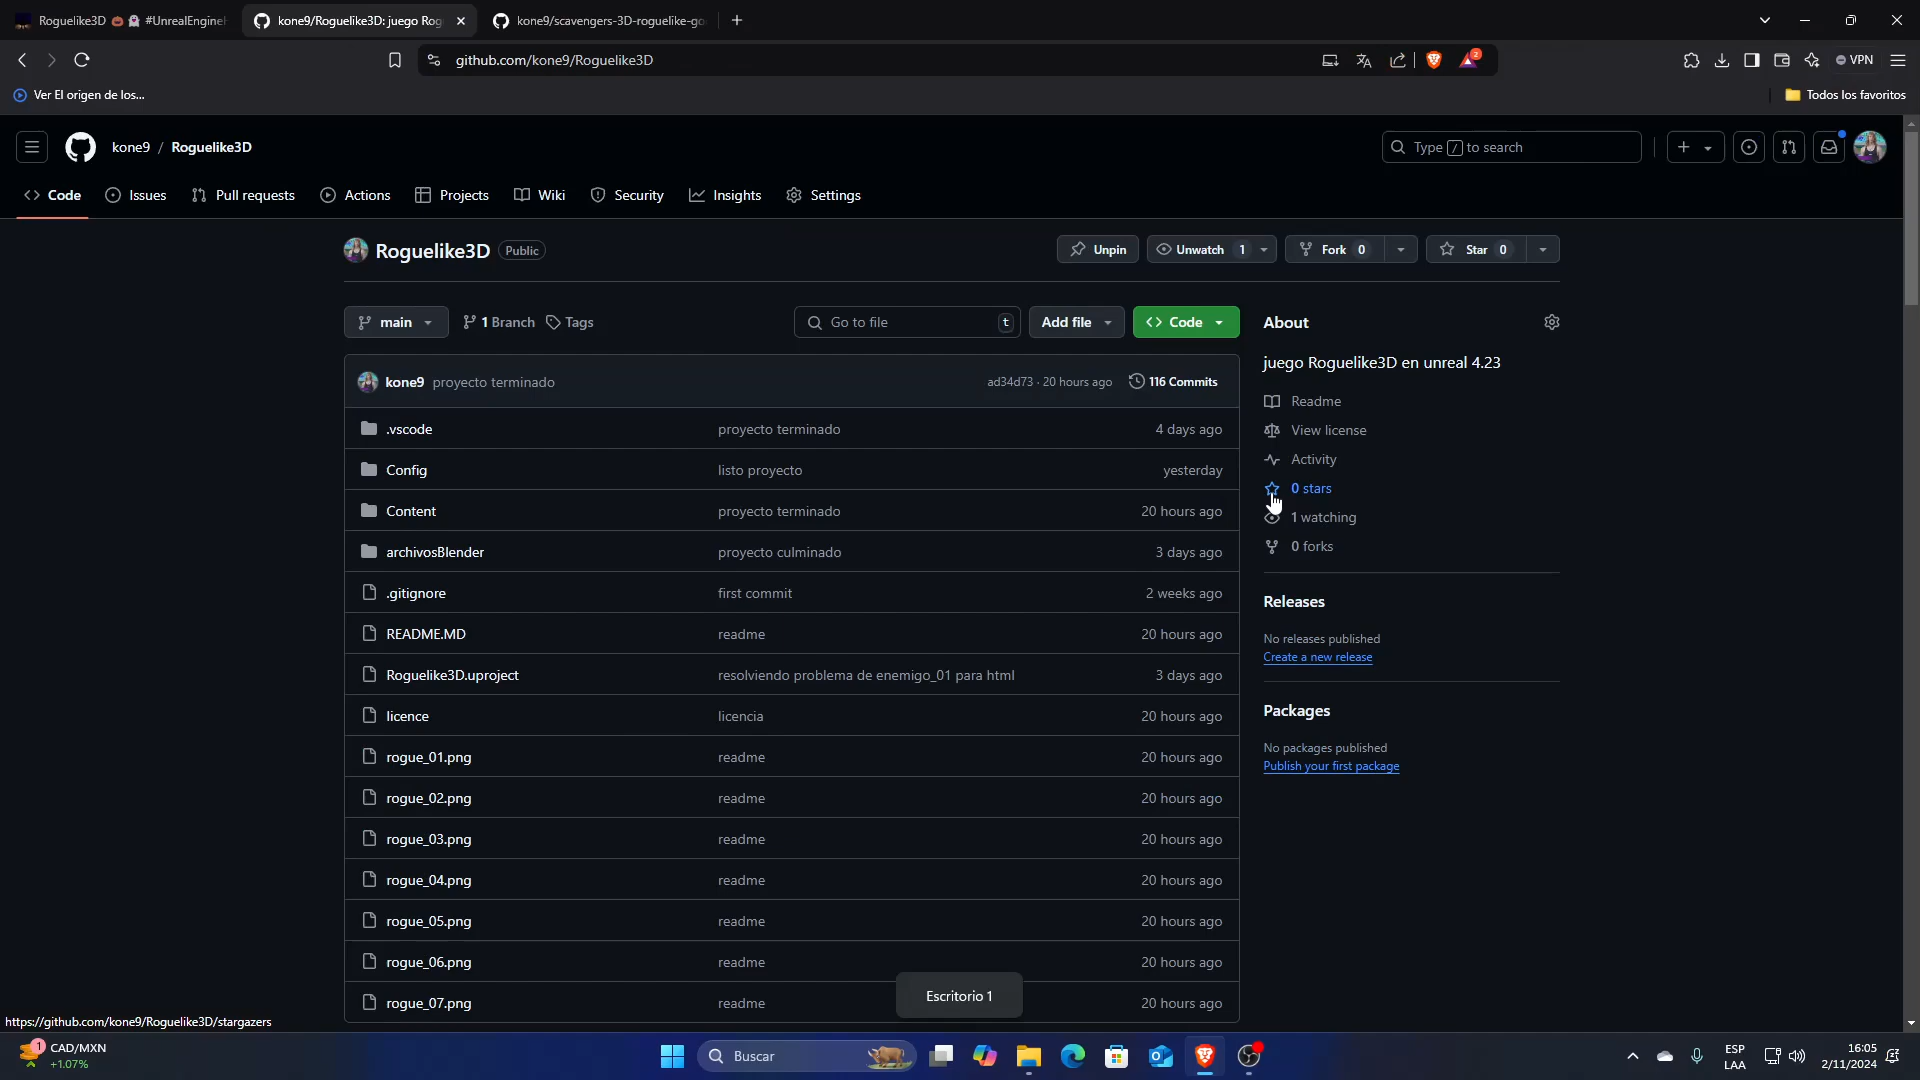 Roguelike3D 🎃 👻 #UnrealEngine
kone9/Roguelike3D: juego Rog
kone9/scavengers-3D-roguelike-go
github.com/kone9/Roguelike3D
2
VPN
Ver El origen de los...
Todos los favoritos
kone9 / Roguelike3D
Type / to search
Code
Issues
Pull requests
Actions
Projects
Wiki
Security
Insights
Settings
Roguelike3D Public
Unpin
Unwatch 1
Fork 0
Star 0
main
1 Branch
Tags
Go to file t
Add file
Code
kone9 proyecto terminado ad34d73 · 20 hours ago 116 Commits
.vscode proyecto terminado 4 days ago
Config listo proyecto yesterday
Content proyecto terminado 20 hours ago
archivosBlender proyecto culminado 3 days ago
.gitignore first commit 2 weeks ago
README.MD readme 20 hours ago
Roguelike3D.uproject resolviendo problema de enemigo_01 para html 3 days ago
licence licencia 20 hours ago
rogue_01.png readme 20 hours ago
rogue_02.png readme 20 hours ago
rogue_03.png readme 20 hours ago
rogue_04.png readme 20 hours ago
rogue_05.png readme 20 hours ago
rogue_06.png readme 20 hours ago
rogue_07.png readme 20 hours ago
About
juego Roguelike3D en unreal 4.23
Readme
View license
Activity
0 stars
1 watching
0 forks
Releases
No releases published
Create a new release
Packages
No packages published
Publish your first package
Escritorio 1
https://github.com/kone9/Roguelike3D/stargazers
1
CAD/MXN
+1.07%
Buscar
ESP
LAA
16:05
2/11/2024